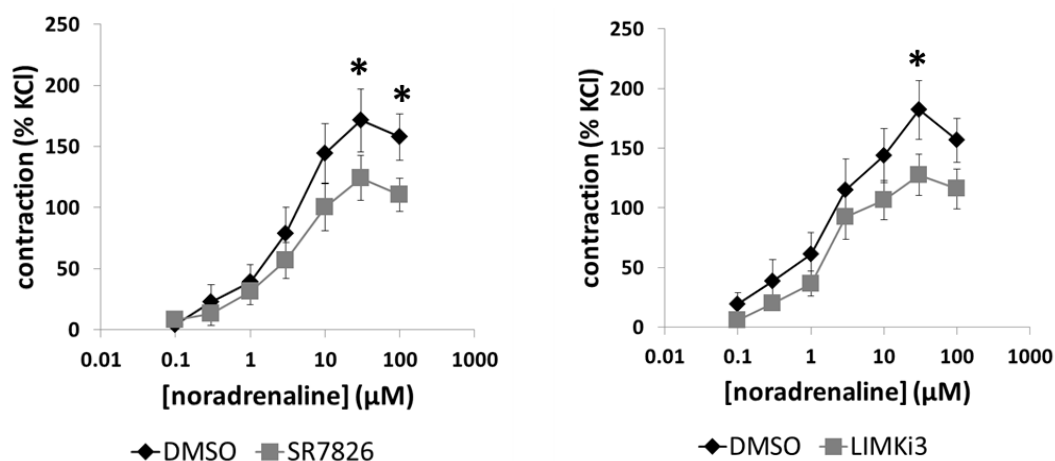 250
200
150
100
50
0
contraction (% KCl)
* *
0.01 0.1 1 10 100 1000
[noradrenaline] (μM)
DMSO SR7826
250
200
150
100
50
0
contraction (% KCl)
*
0.01 0.1 1 10 100 1000
[noradrenaline] (μM)
DMSO LIMKi3